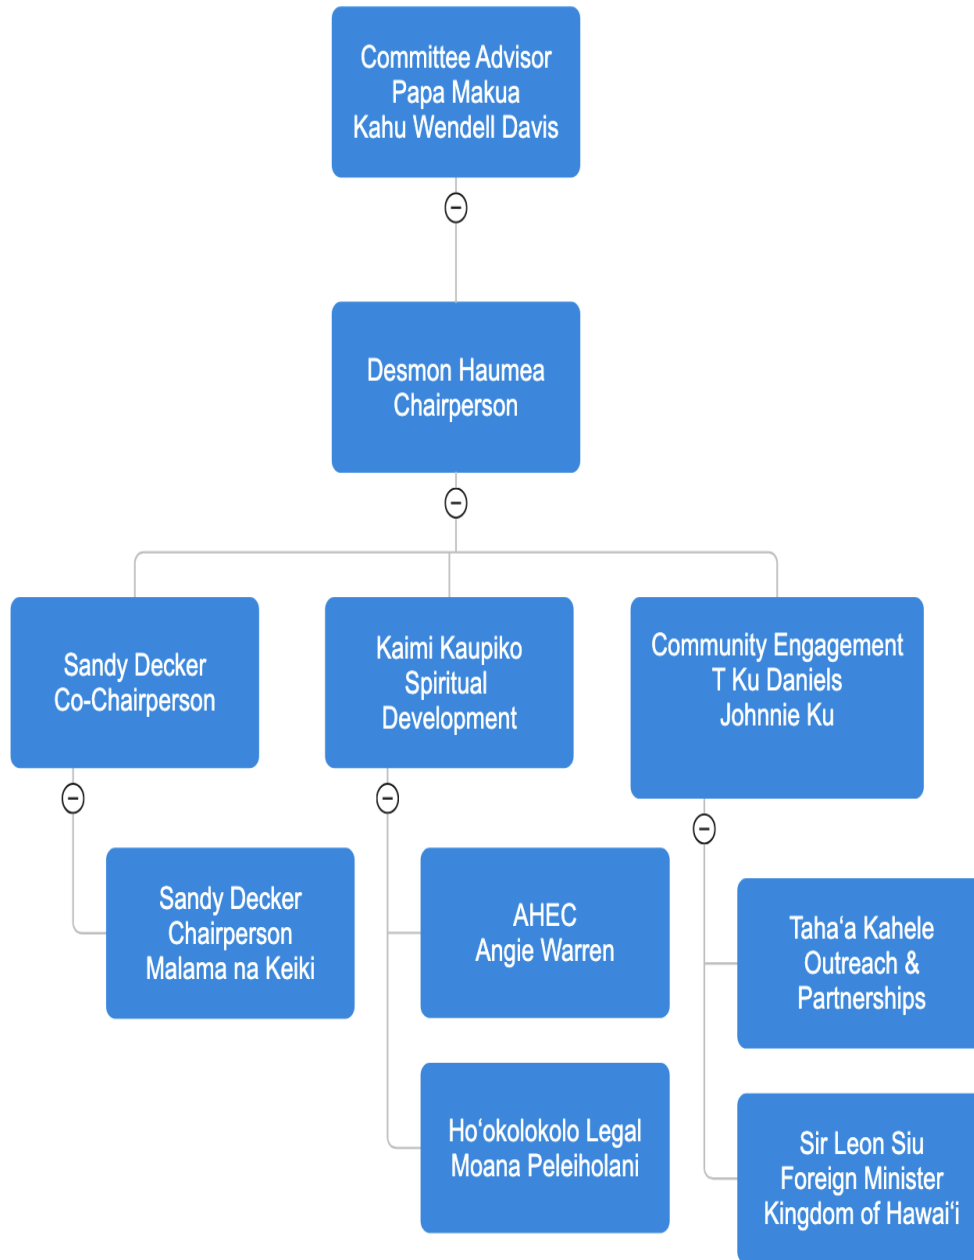 Committee Advisor
Papa Makua
Kahu Wendell Davis
Desmon Haumea
Chairperson
Sandy Decker
Co-Chairperson
Kaimi Kaupiko
Spiritual
Development
Community Engagement
T Ku Daniels
Johnnie Ku
Sandy Decker
Chairperson
Malama na Keiki
AHEC
Angie Warren
Taha‘a Kahele
Outreach &
Partnerships
Ho‘okolokolo Legal
Moana Peleiholani
Sir Leon Siu
Foreign Minister
Kingdom of Hawai‘i